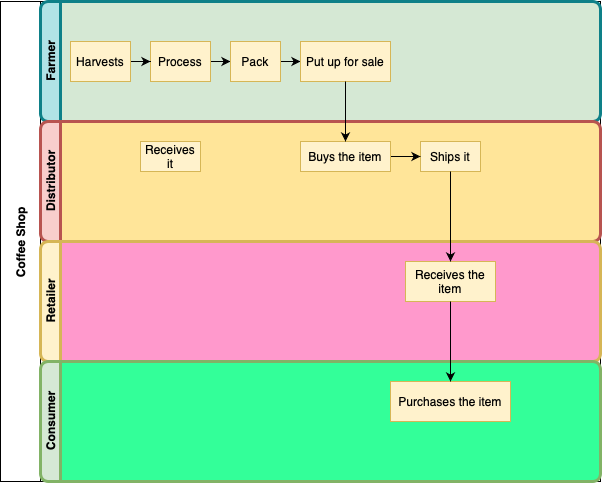 Coffee Shop
Farmer
Harvests
Process
Pack
Put up for sale
Distributor
Receives
it
Buys the item
Ships it
Retailer
Receives the
item
Consumer
Purchases the item